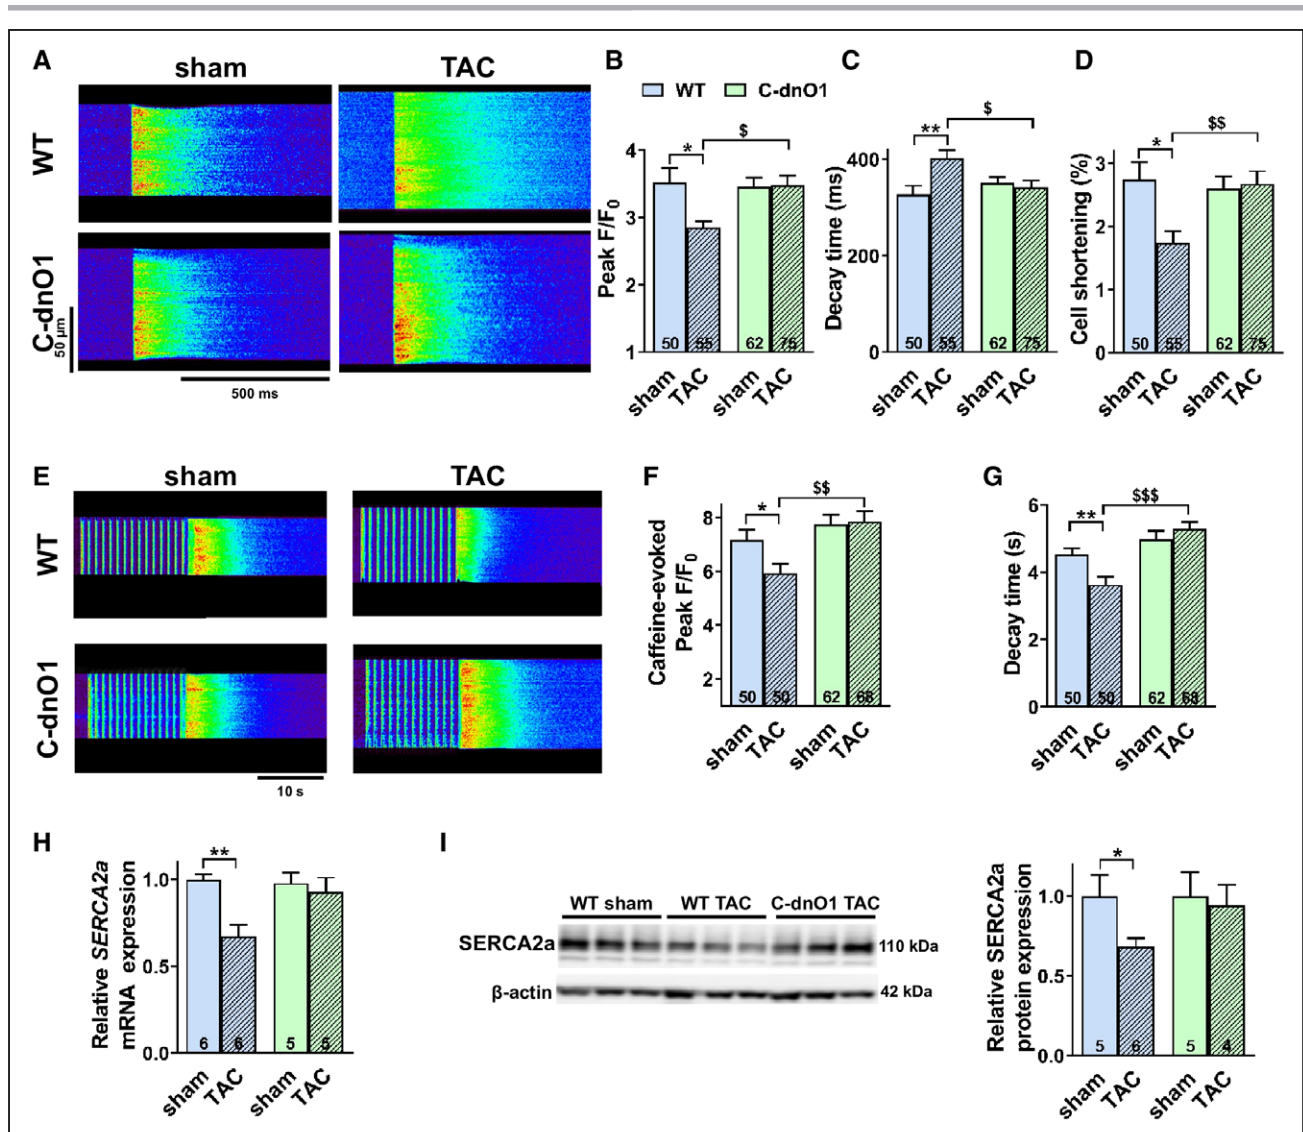 A
sham
TAC
WT
C-dnO1
50 µm
500 ms
B
WT C-dnO1
Peak F/F0
4
3
2
1
* $
50 55 62 75
sham TAC sham TAC
C
Decay time (ms)
400
200
0
** $
50 55 62 75
sham TAC sham TAC
D
Cell shortening (%)
3
2
1
0
* $$
50 55 62 75
sham TAC sham TAC
E
sham
TAC
WT
C-dnO1
10 s
F
Caffeine-evoked
Peak F/F0
8
6
4
2
* $$
50 50 62 68
sham TAC sham TAC
G
Decay time (s)
6
4
2
0
** $$$
50 50 62 68
sham TAC sham TAC
H
Relative SERCA2a
mRNA expression
1.0
0.5
0.0
**
6 6 5 5
sham TAC sham TAC
I
WT sham WT TAC C-dnO1 TAC
SERCA2a 110 kDa
β-actin 42 kDa
Relative SERCA2a
protein expression
1.0
0.5
0.0
*
5 6 5 4
sham TAC sham TAC